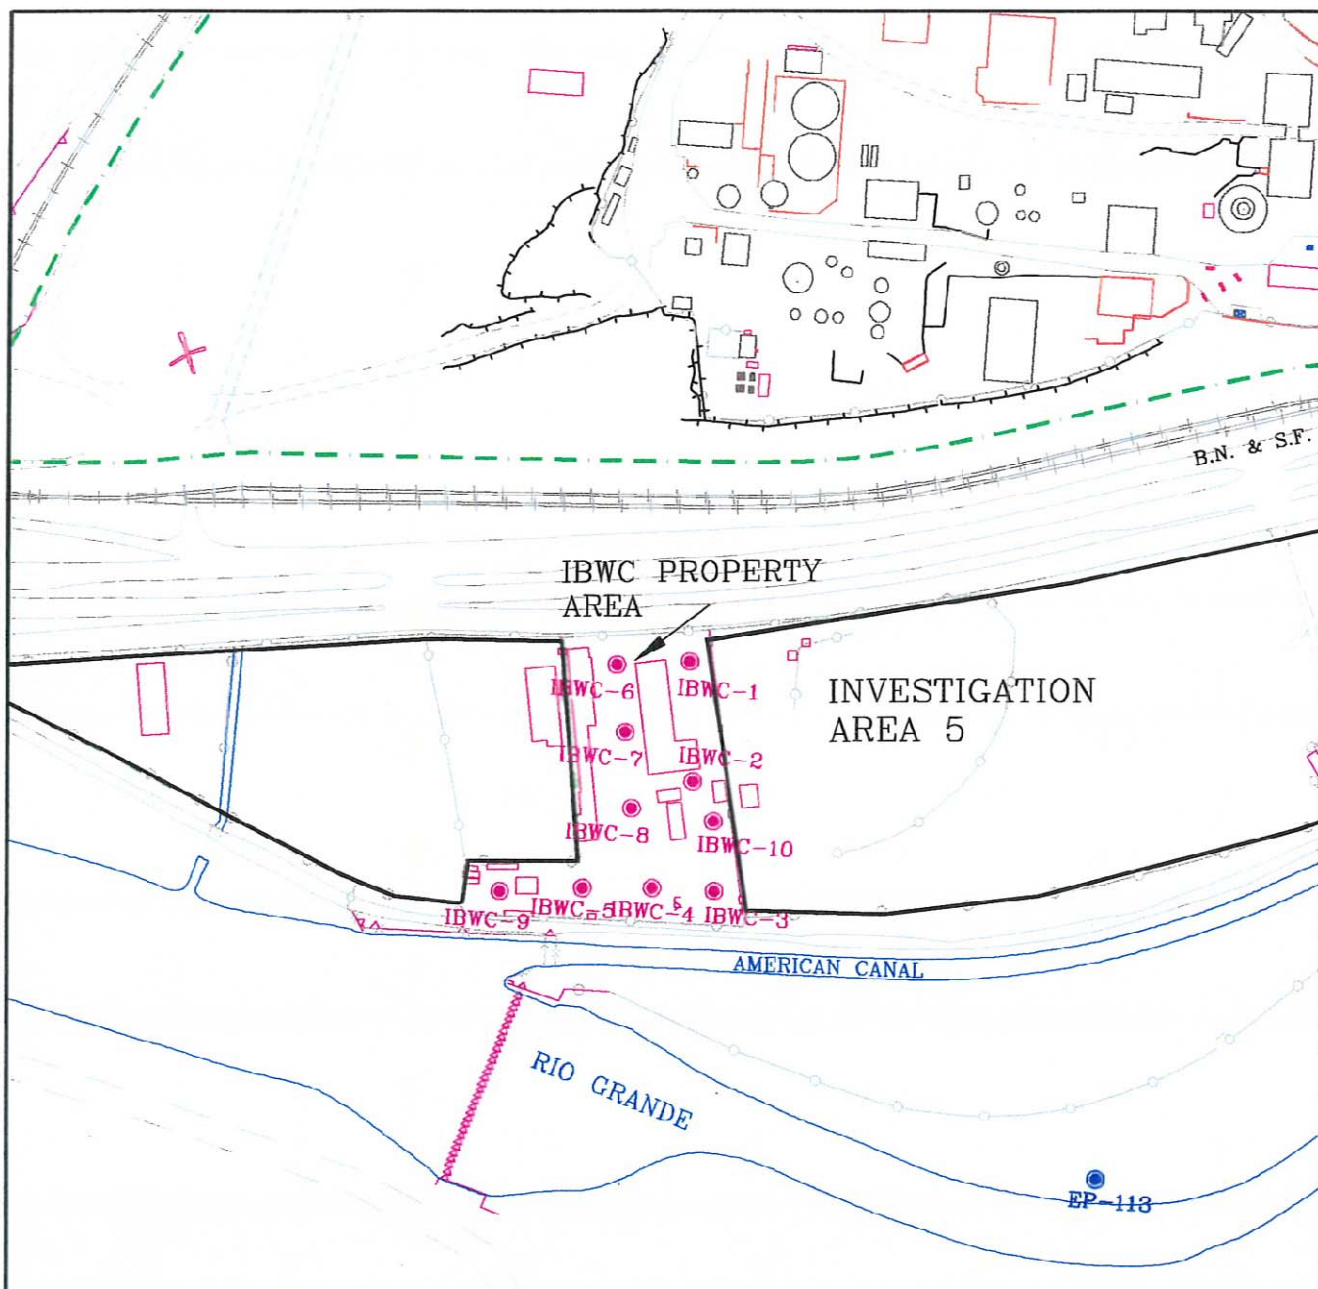 B.N. & S.F.
IBWC PROPERTY
AREA
IBWC-6
IBWC-1
INVESTIGATION
AREA 5
IBWC-7
IBWC-2
IBWC-8
IBWC-10
IBWC-9
IBWC-5
IBWC-4
IBWC-3
AMERICAN CANAL
RIO GRANDE
EP-113